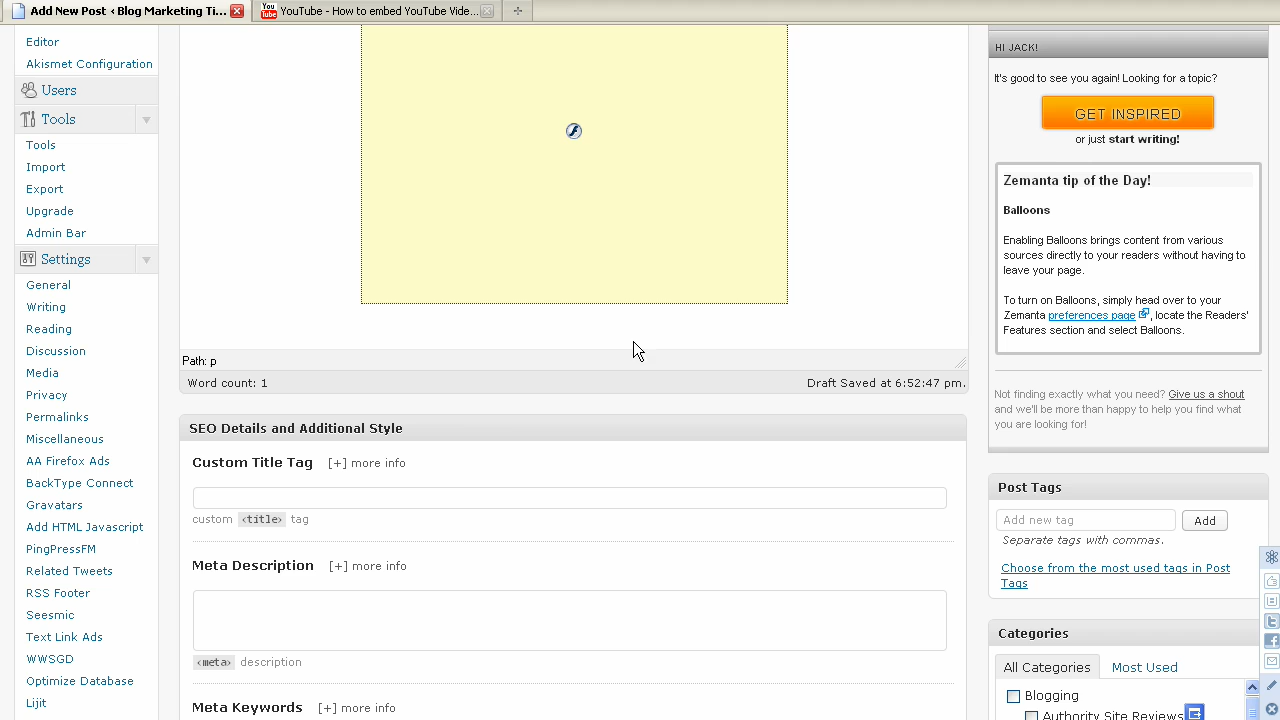 Add New Post ‹ Blog Marketing Ti...
You Tube
YouTube - How to embed YouTube Vide...
Editor
Akismet Configuration
Users
Tools
Tools
Import
Export
Upgrade
Admin Bar
Settings
General
Writing
Reading
Discussion
Media
Privacy
Permalinks
Miscellaneous
AA Firefox Ads
BackType Connect
Gravatars
Add HTML Javascript
PingPressFM
Related Tweets
RSS Footer
Seesmic
Text Link Ads
WWSGD
Optimize Database
Lijit
Path: p
Word count: 1
Draft Saved at 6:52:47 pm.
SEO Details and Additional Style
Custom Title Tag [+] more info
custom ‹title› tag
Meta Description [+] more info
‹meta› description
Meta Keywords [+] more info
HI JACK!
It's good to see you again! Looking for a topic?
GET INSPIRED
or just start writing!
Zemanta tip of the Day!
Balloons
Enabling Balloons brings content from various
sources directly to your readers without having to
leave your page.
To turn on Balloons, simply head over to your
Zemanta preferences page , locate the Readers'
Features section and select Balloons.
Not finding exactly what you need? Give us a shout
and we'll be more than happy to help you find what
you are looking for!
Post Tags
Add new tag
Add
Separate tags with commas.
Choose from the most used tags in Post
Tags
Categories
All Categories
Most Used
Blogging
Authority Site Reviews